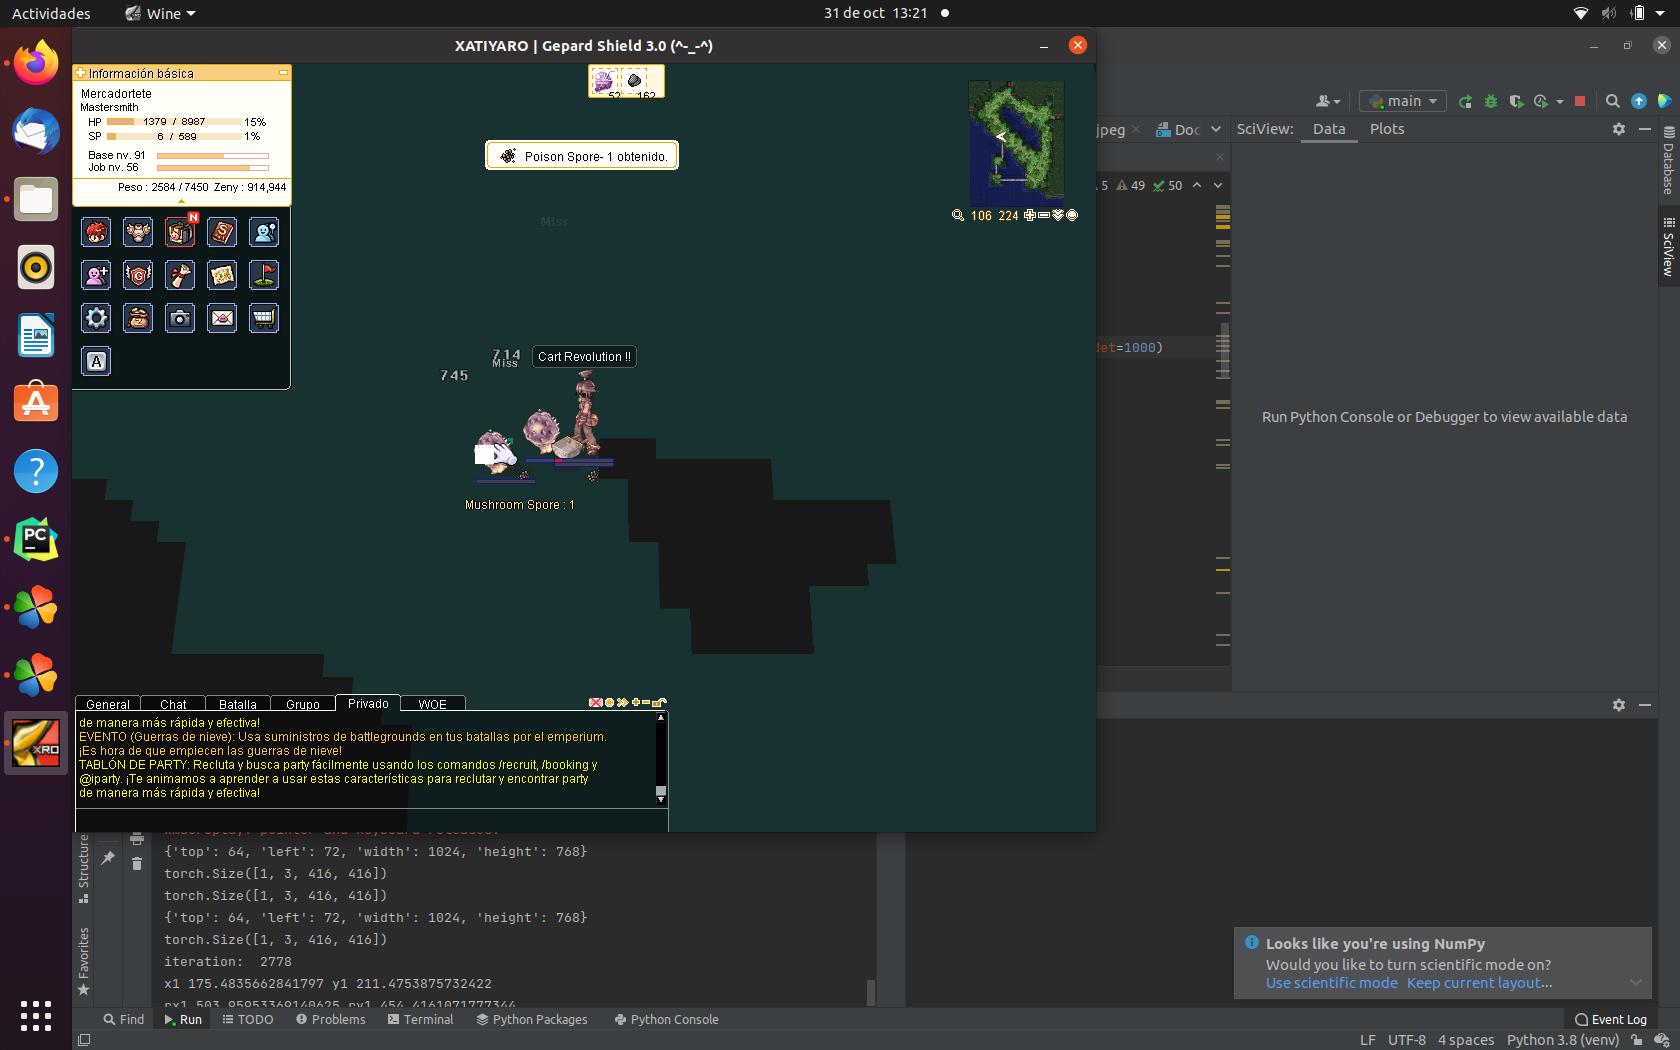 Actividades
Wine
31 de oct 13:21
XATIYARO | Gepard Shield 3.0 (^-_-^)
Información básica
Mercadortete
Mastersmith
HP 1379 / 8987 15%
SP 6 / 589 1%
Base nv. 91
Job nv. 56
Peso : 2584 / 7450 Zeny : 914,944
52 162
Poison Spore- 1 obtenido.
Miss
106 224
N
A
714
Miss
745
Cart Revolution !!
Mushroom Spore : 1
General Chat Batalla Grupo Privado WOE
de manera más rápida y efectiva!
EVENTO (Guerras de nieve): Usa suministros de battlegrounds en tus batallas por el emperium.
¡Es hora de que empiecen las guerras de nieve!
TABLÓN DE PARTY: Recluta y busca party fácilmente usando los comandos /recruit, /booking y
@iparty. ¡Te animamos a aprender a usar estas características para reclutar y encontrar party
de manera más rápida y efectiva!
main
jpeg
Doc
SciView: Data Plots
5 49 50
=1000)
Run Python Console or Debugger to view available data
Database
SciView
PC
XRO
Structure
Favorites
{'top': 64, 'left': 72, 'width': 1024, 'height': 768}
torch.Size([1, 3, 416, 416])
torch.Size([1, 3, 416, 416])
{'top': 64, 'left': 72, 'width': 1024, 'height': 768}
torch.Size([1, 3, 416, 416])
iteration: 2778
x1 175.4835662841797 y1 211.4753875732422
Looks like you're using NumPy
Would you like to turn scientific mode on?
Use scientific mode Keep current layout...
Find Run TODO Problems Terminal Python Packages Python Console
Event Log
LF UTF-8 4 spaces Python 3.8 (venv)